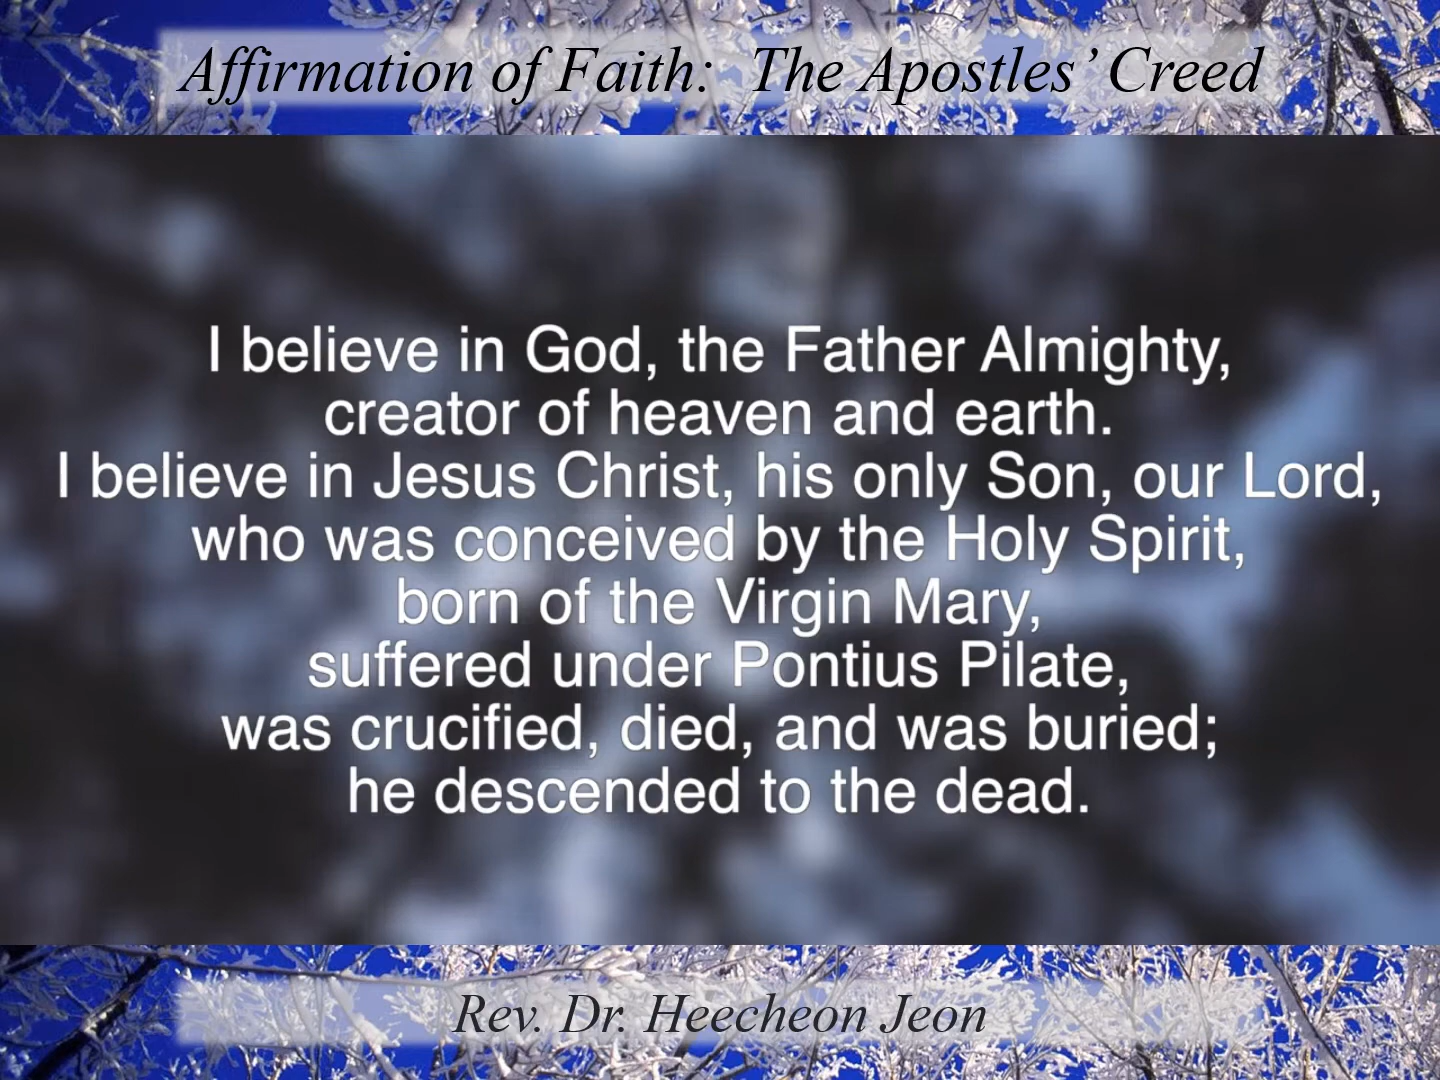 Affirmation of Faith: The Apostles’ Creed
I believe in God, the Father Almighty,
creator of heaven and earth.
I believe in Jesus Christ, his only Son, our Lord,
who was conceived by the Holy Spirit,
born of the Virgin Mary,
suffered under Pontius Pilate,
was crucified, died, and was buried;
he descended to the dead.
Rev. Dr. Heecheon Jeon